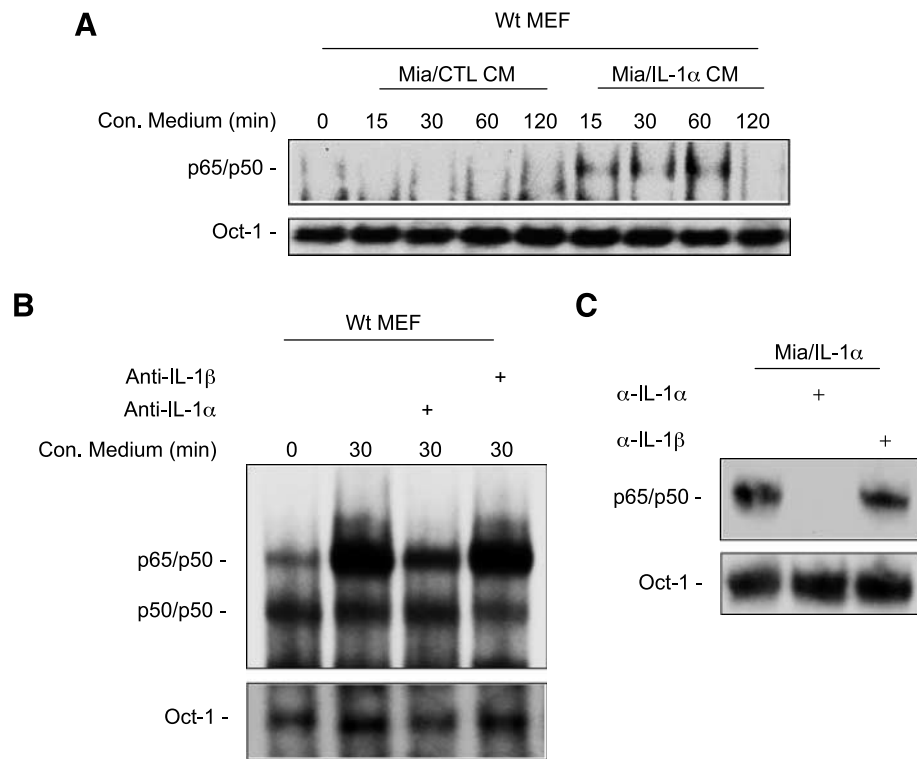 A
Wt MEF
Mia/CTL CM Mia/IL-1α CM
Con. Medium (min) 0 15 30 60 120 15 30 60 120
p65/p50 -
Oct-1 -
B
Wt MEF
Anti-IL-1β +
Anti-IL-1α +
Con. Medium (min) 0 30 30 30
p65/p50 -
p50/p50 -
Oct-1 -
C
Mia/IL-1α
α-IL-1α +
α-IL-1β +
p65/p50 -
Oct-1 -